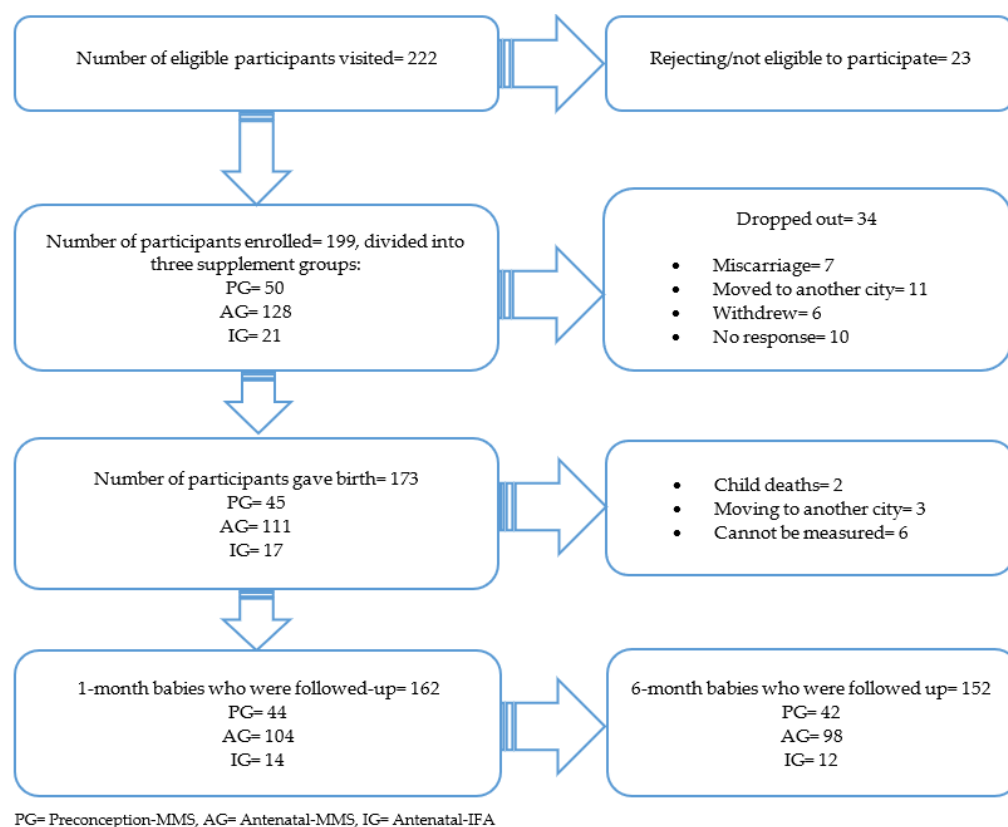 Number of eligible participants visited= 222
Rejecting/not eligible to participate= 23
Number of participants enrolled= 199, divided into
three supplement groups:
PG= 50
AG= 128
IG= 21
Dropped out= 34
• Miscarriage= 7
• Moved to another city= 11
• Withdrew= 6
• No response= 10
Number of participants gave birth= 173
PG= 45
AG= 111
IG= 17
• Child deaths= 2
• Moving to another city= 3
• Cannot be measured= 6
1-month babies who were followed-up= 162
PG= 44
AG= 104
IG= 14
6-month babies who were followed up= 152
PG= 42
AG= 98
IG= 12
PG= Preconception-MMS, AG= Antenatal-MMS, IG= Antenatal-IFA